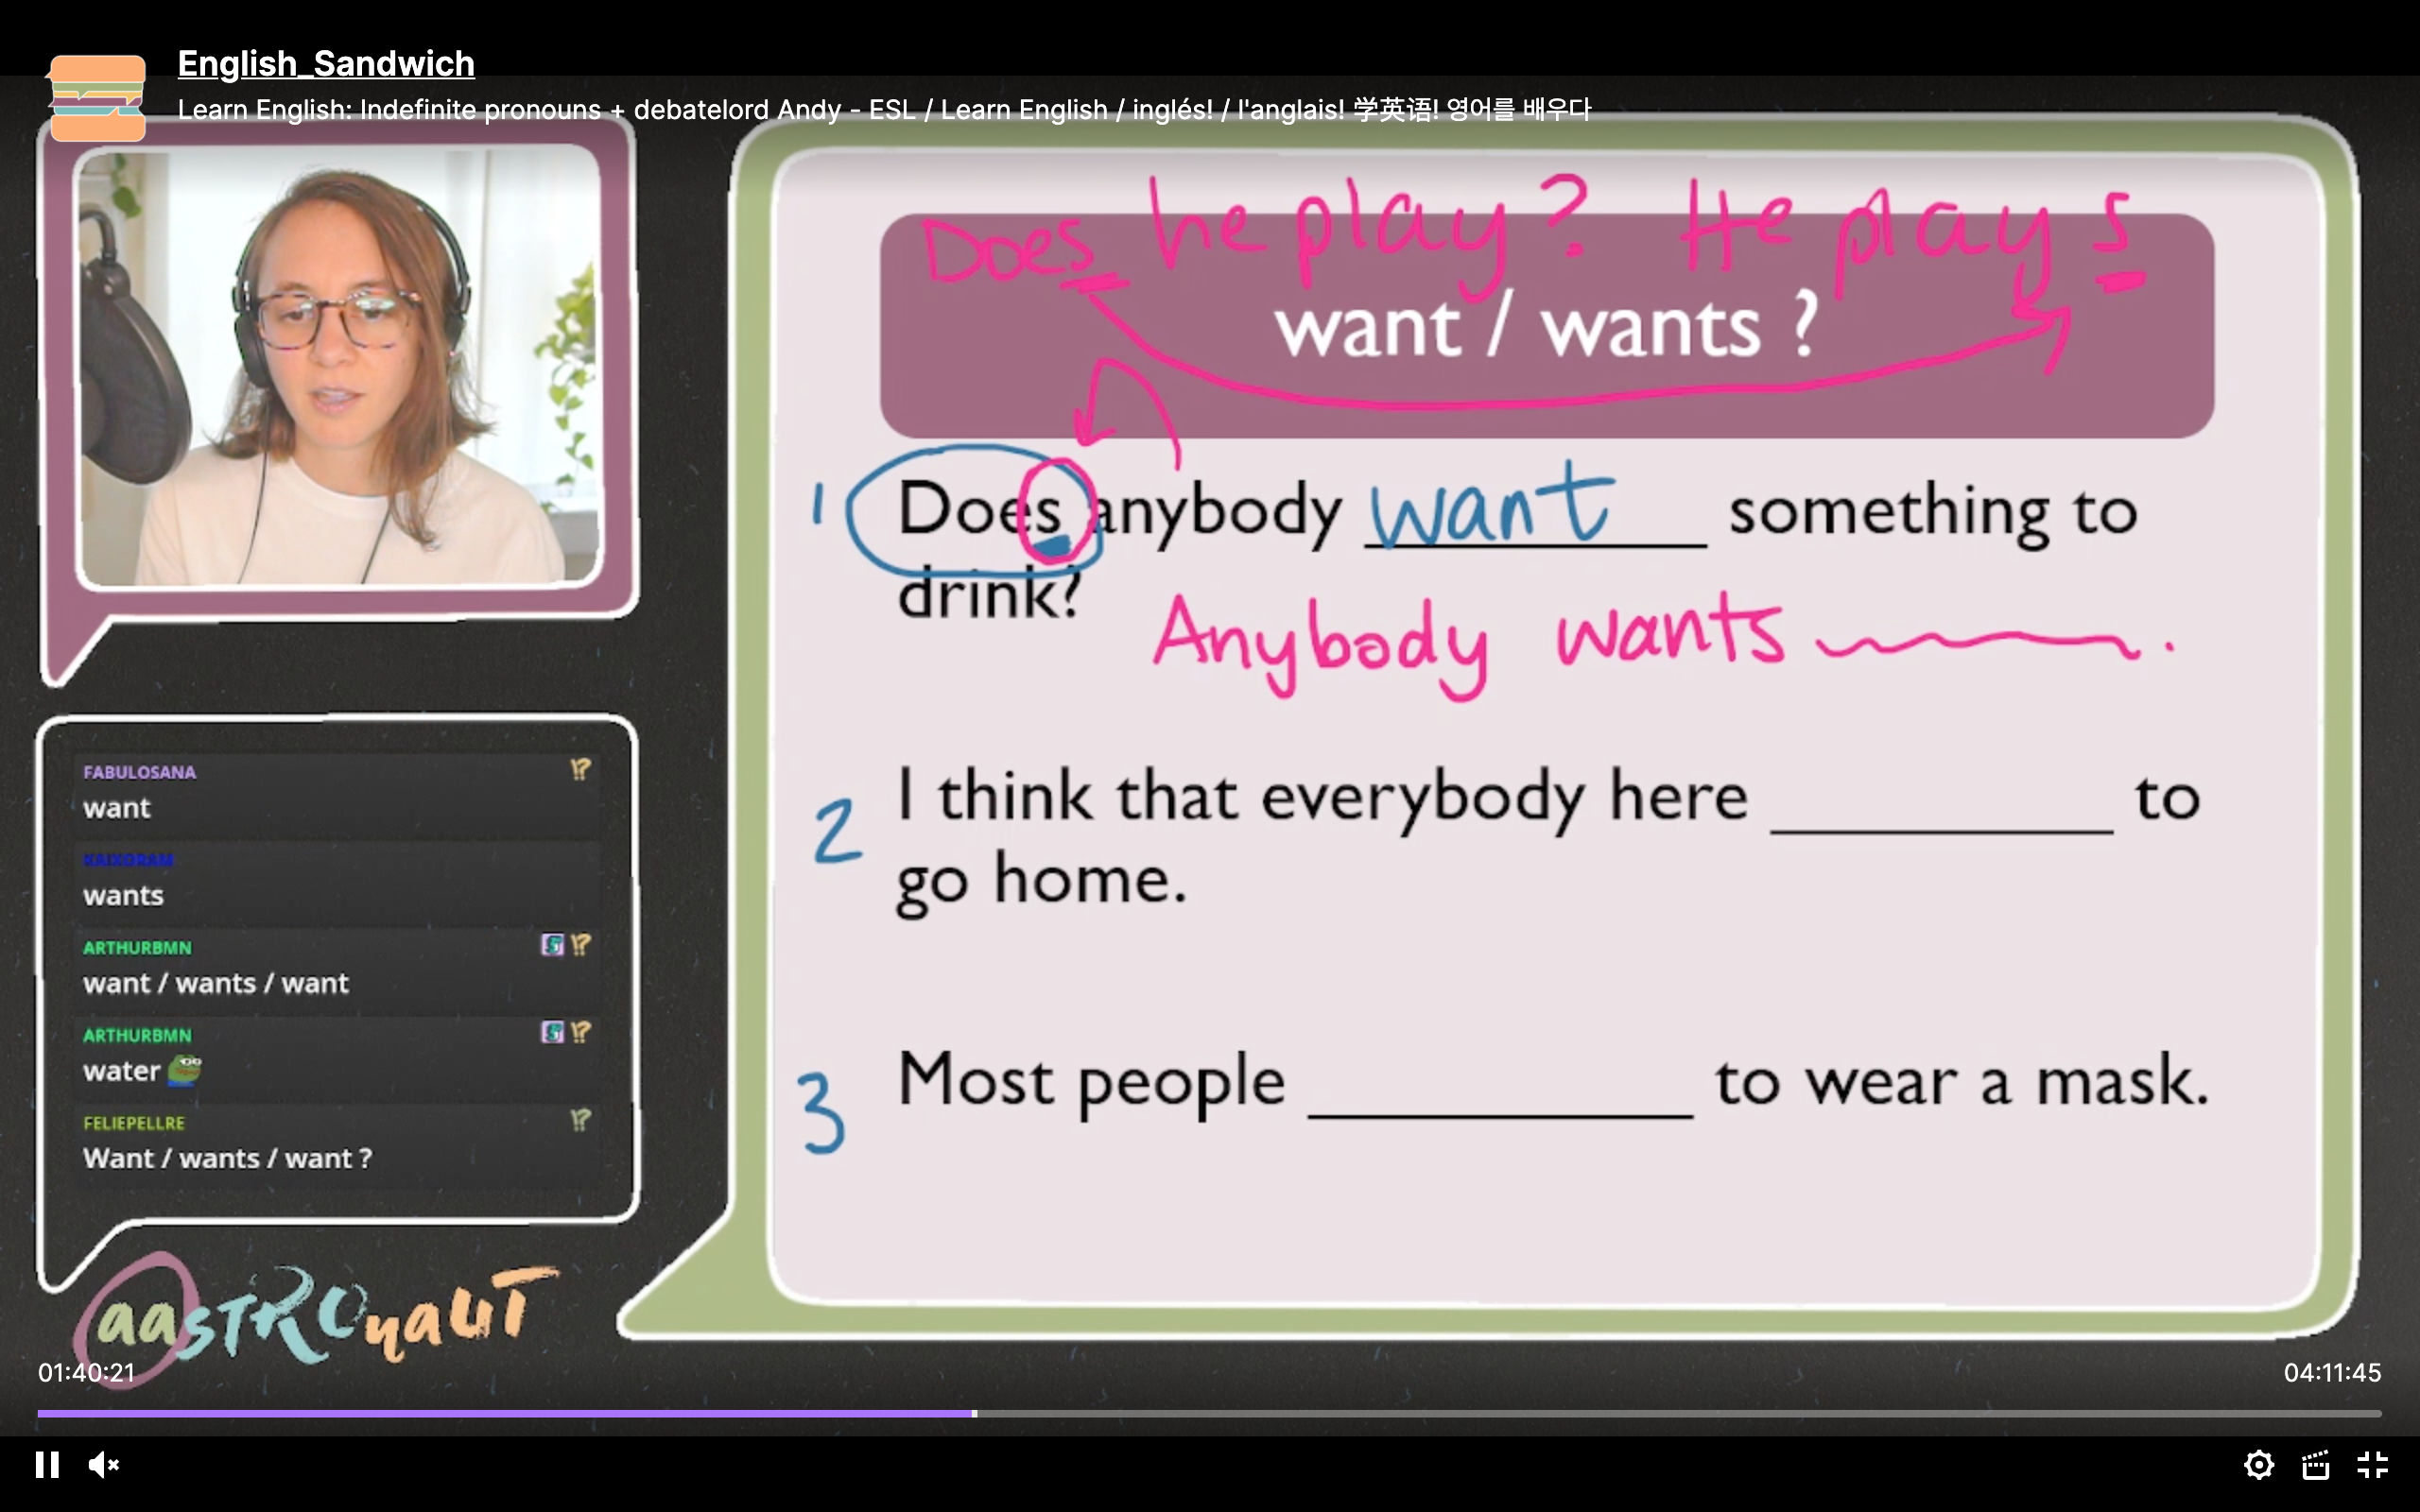 English_Sandwich
Learn English: Indefinite pronouns + debatelord Andy - ESL / Learn English / inglés! / l'anglais! 学英语! 영어를 배우다
Does he play? He plays
want / wants ?
1 Does anybody want something to
drink?
Anybody wants .
2 I think that everybody here to
go home.
3 Most people to wear a mask.
FABULOSANA
want
KAIXORAM
wants
ARTHURBMN
want / wants / want
ARTHURBMN
water
FELIEPELLRE
Want / wants / want ?
aastronaut
01:40:21
04:11:45